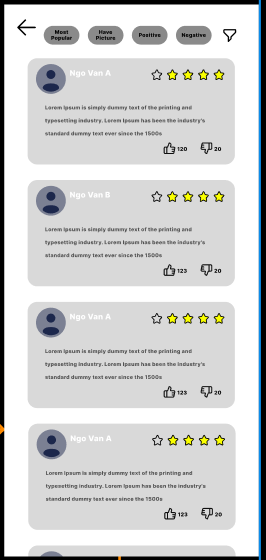 Most
Popular
Have
Picture
Positive
Negative
Ngo Van A
Lorem Ipsum is simply dummy text of the printing and
typesetting industry. Lorem Ipsum has been the industry's
standard dummy text ever since the 1500s
120 20
Ngo Van B
Lorem Ipsum is simply dummy text of the printing and
typesetting industry. Lorem Ipsum has been the industry's
standard dummy text ever since the 1500s
123 20
Ngo Van A
Lorem Ipsum is simply dummy text of the printing and
typesetting industry. Lorem Ipsum has been the industry's
standard dummy text ever since the 1500s
123 20
Ngo Van A
Lorem Ipsum is simply dummy text of the printing and
typesetting industry. Lorem Ipsum has been the industry's
standard dummy text ever since the 1500s
123 20